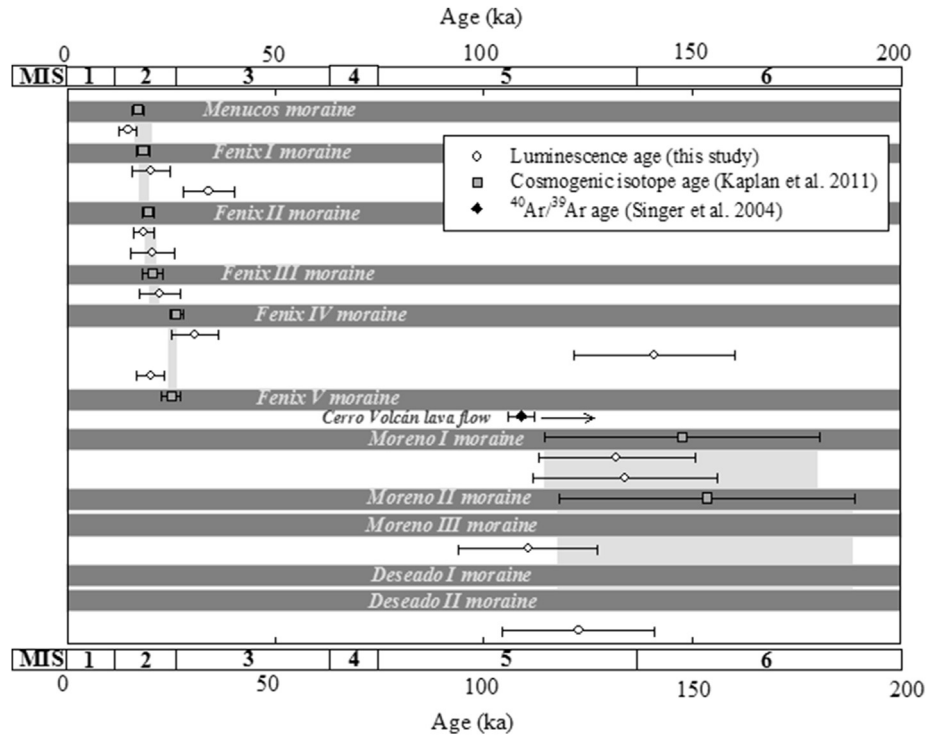 Age (ka)
0 50 100 150 200
MIS 1 2 3 4 5 6
Menucos moraine
Fenix I moraine
Luminescence age (this study)
Cosmogenic isotope age (Kaplan et al. 2011)
⁴⁰Ar/³⁹Ar age (Singer et al. 2004)
Fenix II moraine
Fenix III moraine
Fenix IV moraine
Fenix V moraine
Cerro Volcán lava flow
Moreno I moraine
Moreno II moraine
Moreno III moraine
Deseado I moraine
Deseado II moraine
MIS 1 2 3 4 5 6
0 50 100 150 200
Age (ka)